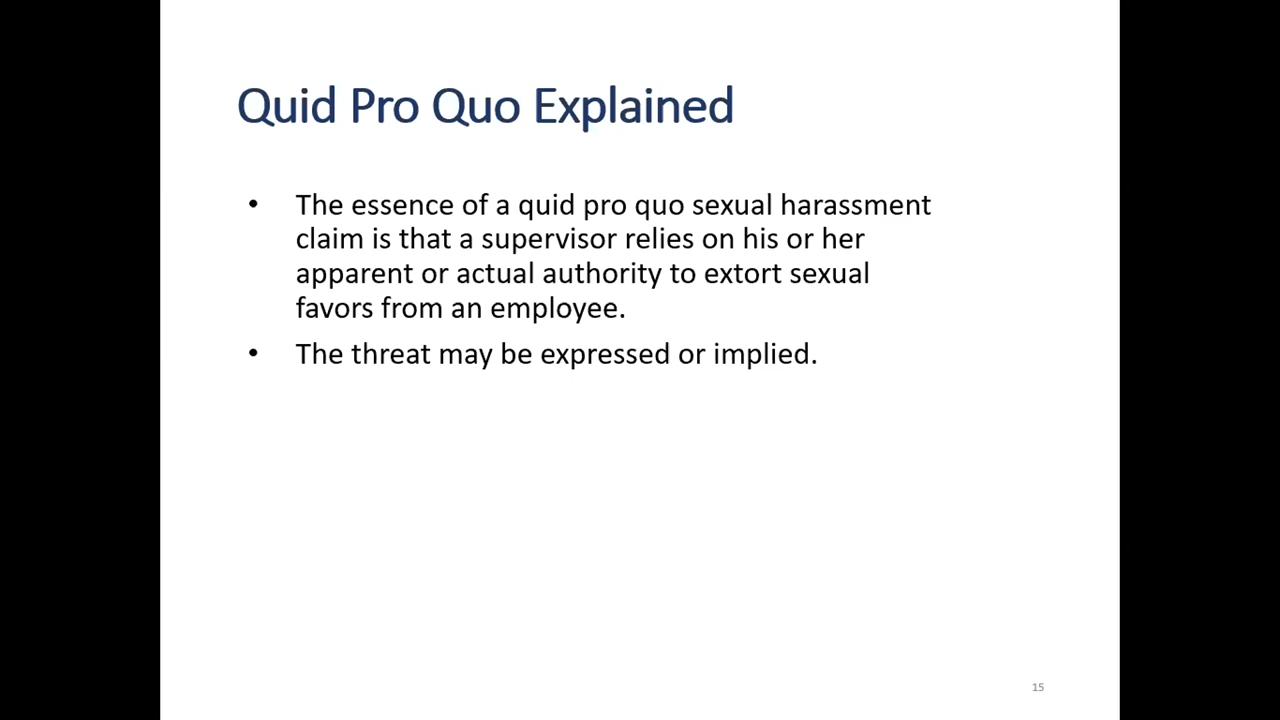 Quid Pro Quo Explained
• The essence of a quid pro quo sexual harassment
claim is that a supervisor relies on his or her
apparent or actual authority to extort sexual
favors from an employee.
• The threat may be expressed or implied.
15